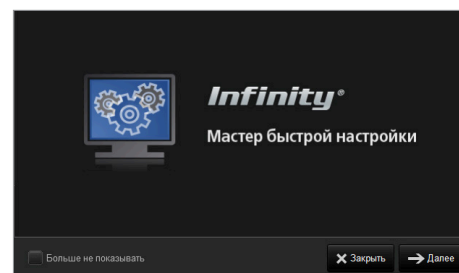 Infinity®
Мастер быстрой настройки
Больше не показывать
Закрыть
Далее